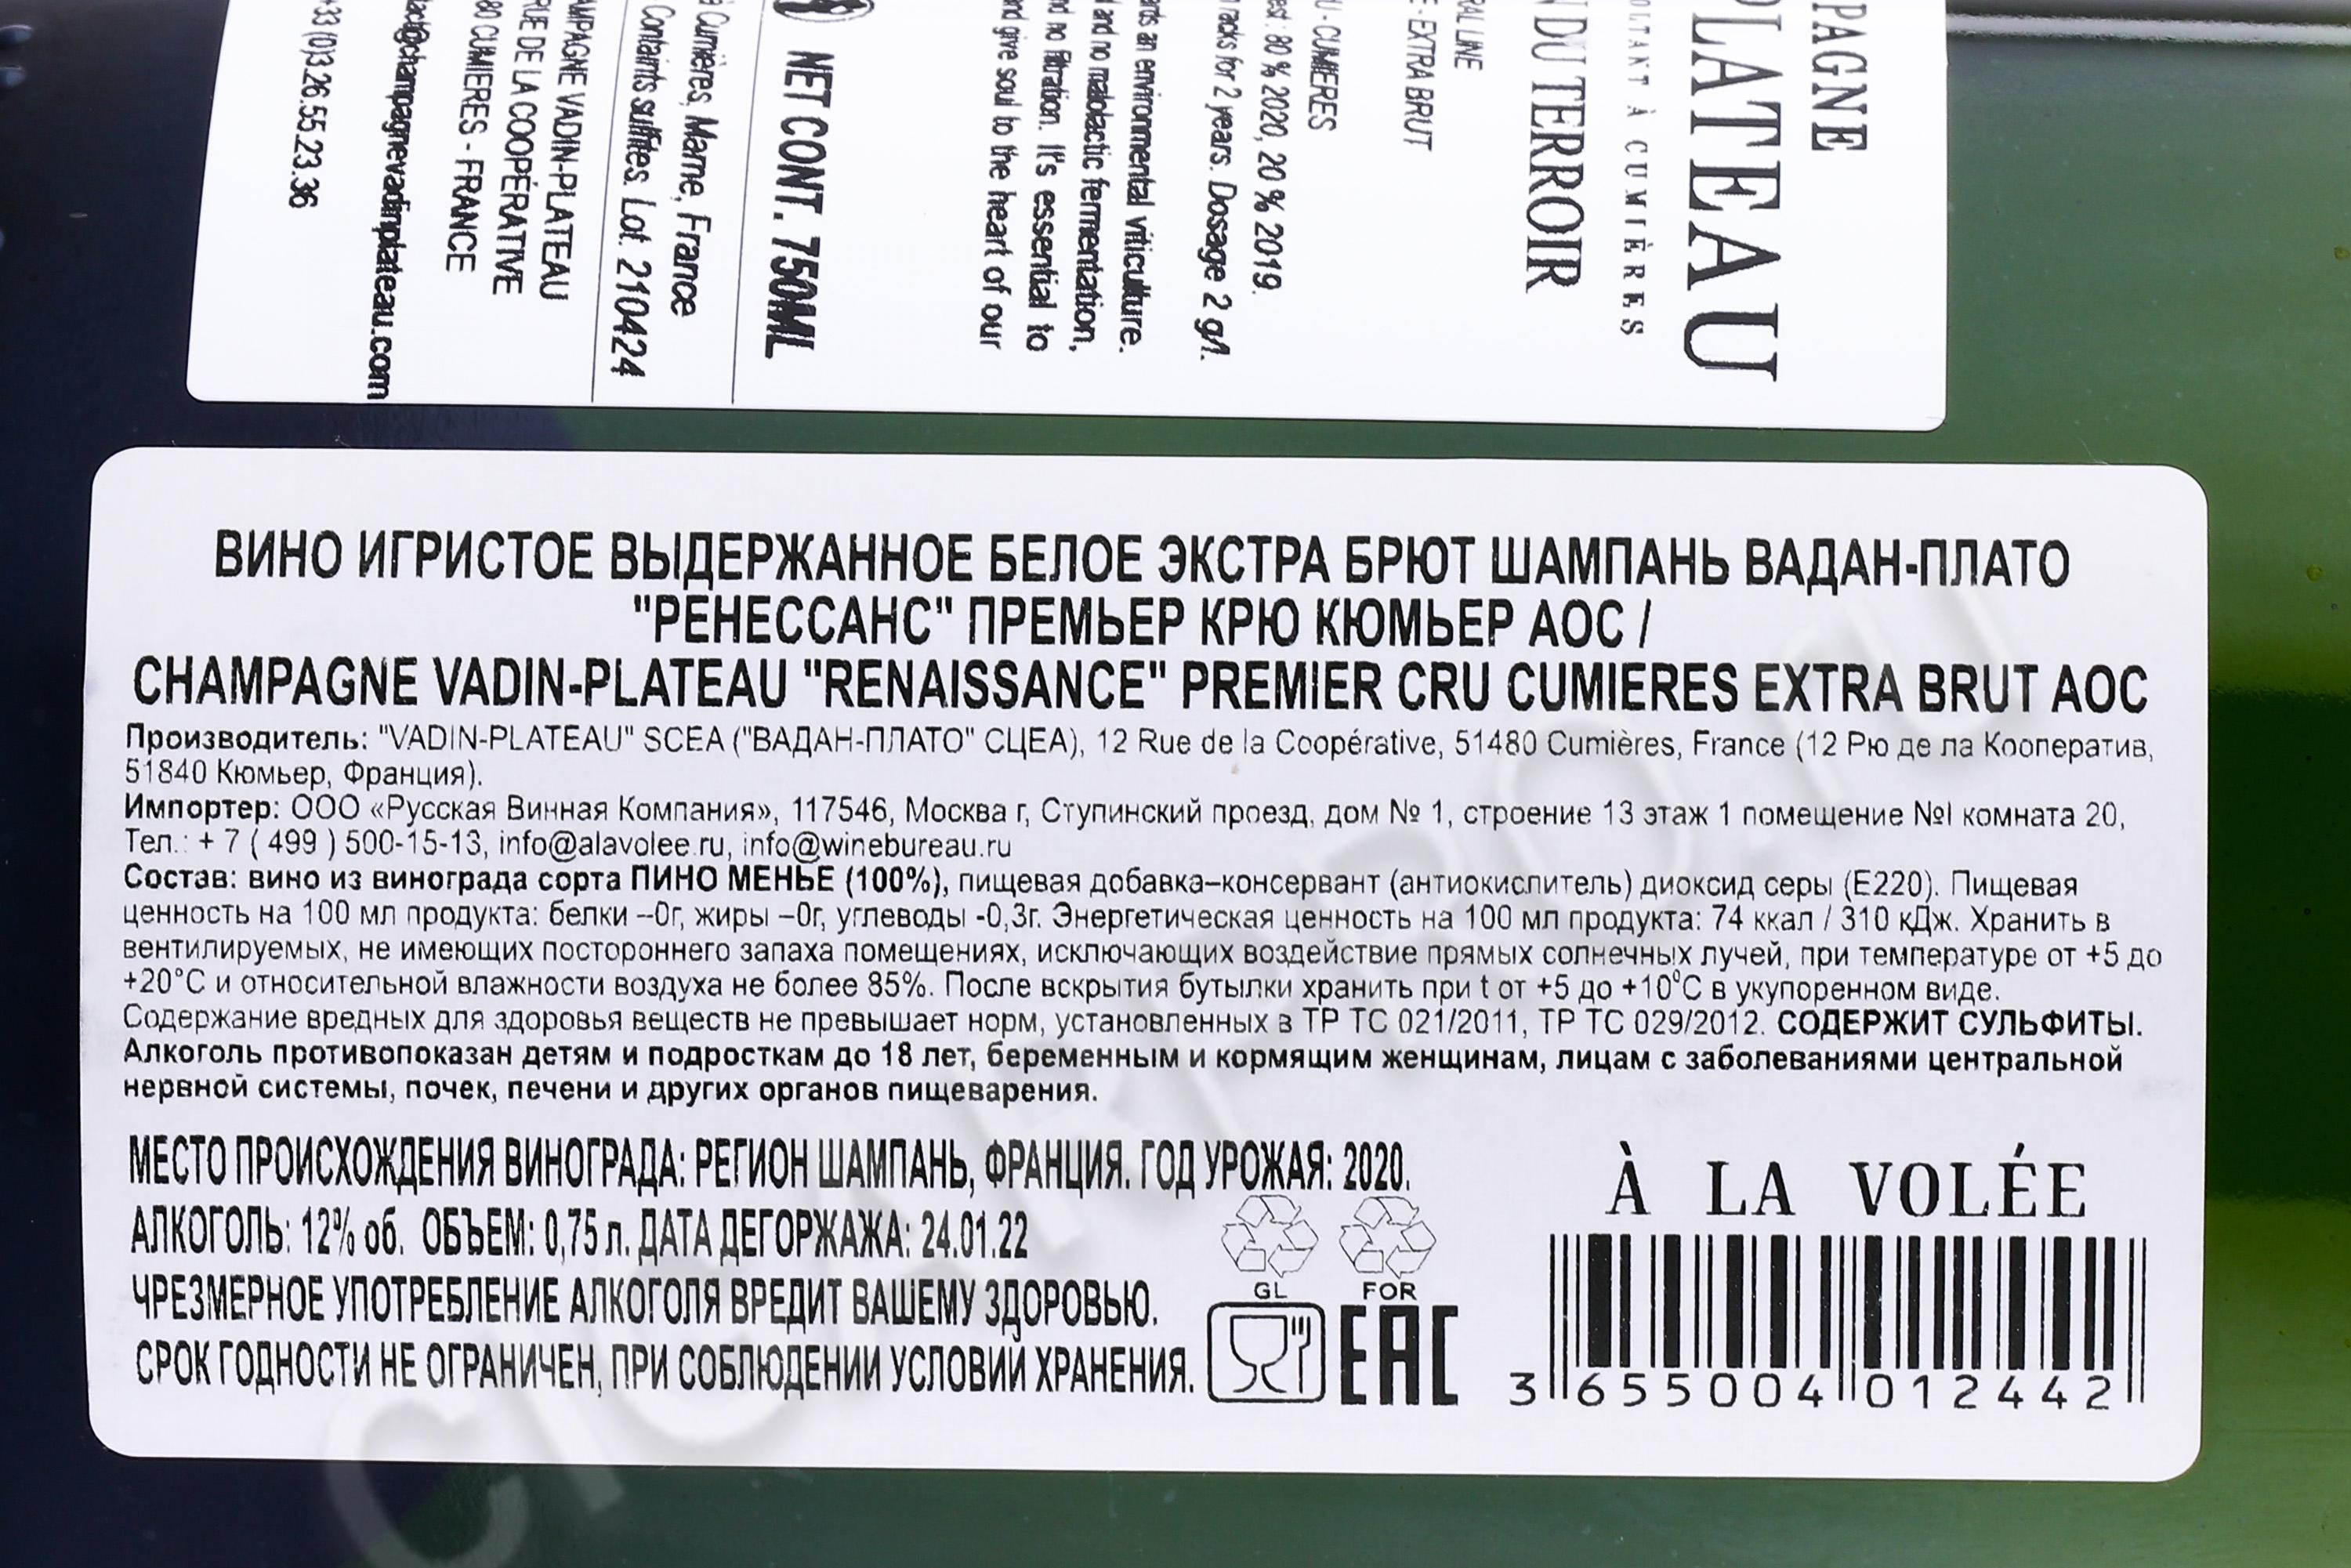 PAGNE
PLATEAU
À CUMIÈRES
DU TERROIR
LINE
- EXTRA BRUT
- CUMIERES
80 % 2020, 20 % 2019.
racks for 2 years. Dosage 2 g/l.
an environmental viticulture.
and no malolactic fermentation,
no filtration. It's essential to
and give soul to the heart of our
NET CONT. 750ML
à Cumières, Marne, France
Contains sulfites. Lot. 210424
VADIN-PLATEAU
RUE DE LA COOPÉRATIVE
CUMIERES - FRANCE
@champagnevadinplateau.com
+33 (0)3.26.55.23.36
ВИНО ИГРИСТОЕ ВЫДЕРЖАННОЕ БЕЛОЕ ЭКСТРА БРЮТ ШАМПАНЬ ВАДАН-ПЛАТО
"РЕНЕССАНС" ПРЕМЬЕР КРЮ КЮМЬЕР АОС /
CHAMPAGNE VADIN-PLATEAU "RENAISSANCE" PREMIER CRU CUMIERES EXTRA BRUT AOC
Производитель: "VADIN-PLATEAU" SCEA ("ВАДАН-ПЛАТО" СЦЕА), 12 Rue de la Coopérative, 51480 Cumières, France (12 Рю де ла Кооператив,
51840 Кюмьер, Франция).
Импортер: ООО «Русская Винная Компания», 117546, Москва г, Ступинский проезд, дом № 1, строение 13 этаж 1 помещение №I комната 20,
Тел.: + 7 ( 499 ) 500-15-13, info@alavolee.ru, info@winebureau.ru
Состав: вино из винограда сорта ПИНО МЕНЬЕ (100%), пищевая добавка–консервант (антиокислитель) диоксид серы (Е220). Пищевая
ценность на 100 мл продукта: белки –0г, жиры –0г, углеводы -0,3г. Энергетическая ценность на 100 мл продукта: 74 ккал / 310 кДж. Хранить в
вентилируемых, не имеющих постороннего запаха помещениях, исключающих воздействие прямых солнечных лучей, при температуре от +5 до
+20°С и относительной влажности воздуха не более 85%. После вскрытия бутылки хранить при t от +5 до +10°С в укупоренном виде.
Содержание вредных для здоровья веществ не превышает норм, установленных в ТР ТС 021/2011, ТР ТС 029/2012. СОДЕРЖИТ СУЛЬФИТЫ.
Алкоголь противопоказан детям и подросткам до 18 лет, беременным и кормящим женщинам, лицам с заболеваниями центральной
нервной системы, почек, печени и других органов пищеварения.
МЕСТО ПРОИСХОЖДЕНИЯ ВИНОГРАДА: РЕГИОН ШАМПАНЬ, ФРАНЦИЯ. ГОД УРОЖАЯ: 2020.
АЛКОГОЛЬ: 12% об. ОБЪЕМ: 0,75 л. ДАТА ДЕГОРЖАЖА: 24.01.22
ЧРЕЗМЕРНОЕ УПОТРЕБЛЕНИЕ АЛКОГОЛЯ ВРЕДИТ ВАШЕМУ ЗДОРОВЬЮ.
СРОК ГОДНОСТИ НЕ ОГРАНИЧЕН, ПРИ СОБЛЮДЕНИИ УСЛОВИЙ ХРАНЕНИЯ.
GL FOR
EAC
À LA VOLÉE
3 655004 012442
CIGARPRO.RU